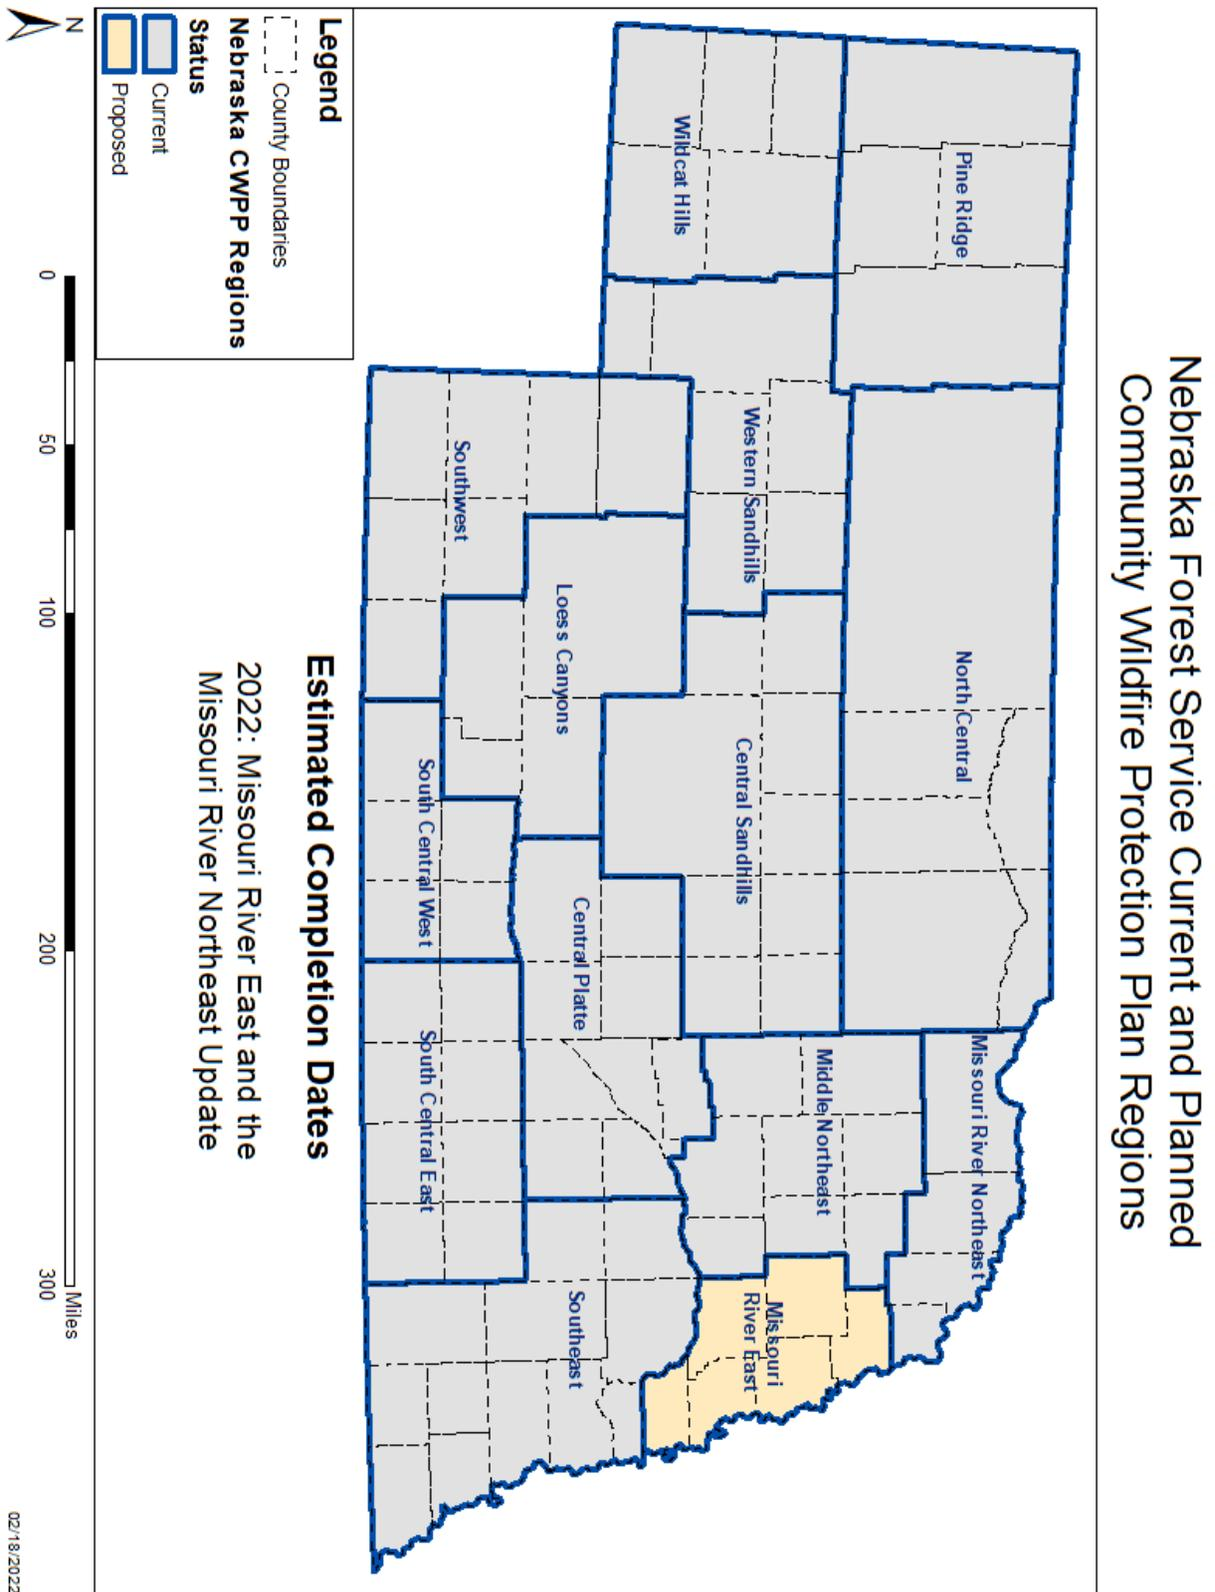 Nebraska Forest Service Current and Planned
Community Wildfire Protection Plan Regions
Pine Ridge
Wildcat Hills
North Central
Western Sandhills
Central Sandhills
Missouri River Northeast
Middle Northeast
Missouri
River East
Southwest
Loess Canyons
Central Platte
Southeast
South Central West
South Central East
Legend
County Boundaries
Nebraska CWPP Regions
Status
Current
Proposed
Estimated Completion Dates
2022: Missouri River East and the
Missouri River Northeast Update
N
0 50 100 200 300
Miles
02/18/2022